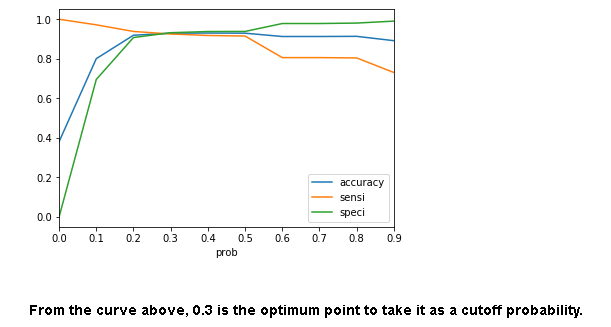 1.0
0.8
0.6
0.4
0.2
0.0
accuracy
sensi
speci
0.0 0.1 0.2 0.3 0.4 0.5 0.6 0.7 0.8 0.9
prob
From the curve above, 0.3 is the optimum point to take it as a cutoff probability.